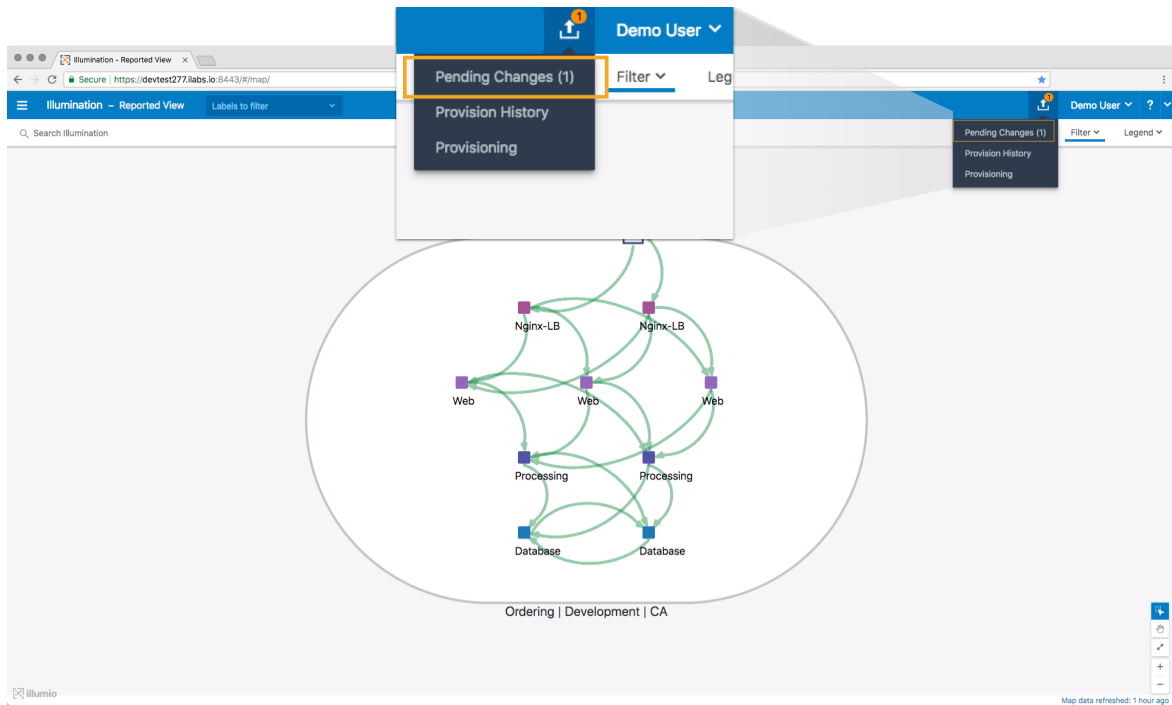 1
Demo User
Pending Changes (1)
Filter
Leg
Provision History
Provisioning
Illumination - Reported View
Secure https://devtest277.ilabs.io:8443/#/map/
Illumination – Reported View
Labels to filter
1
Demo User
?
Search Illumination
Pending Changes (1)
Filter
Legend
Provision History
Provisioning
Nginx-LB
Nginx-LB
Web
Web
Web
Processing
Processing
Database
Database
Ordering | Development | CA
illumio
Map data refreshed: 1 hour ago